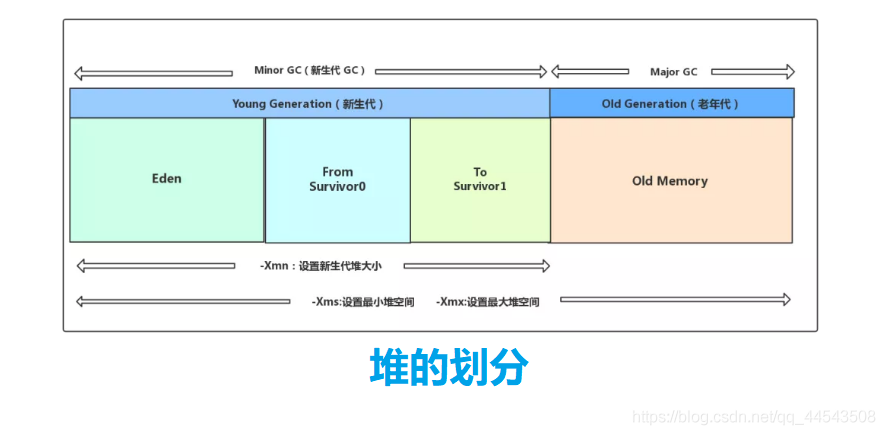 Minor GC（新生代 GC）
Major GC
Young Generation（新生代）
Old Generation（老年代）
Eden
From
Survivor0
To
Survivor1
Old Memory
-Xmn：设置新生代堆大小
-Xms:设置最小堆空间
-Xmx:设置最大堆空间
堆的划分
https://blog.csdn.net/qq_44543508